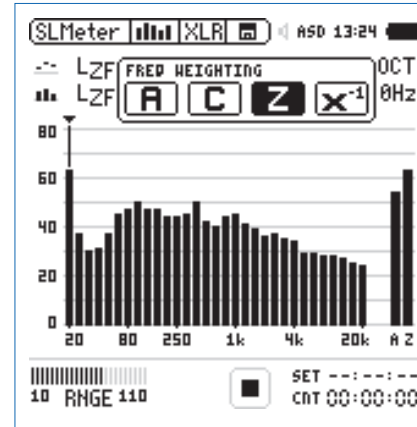 SLMeter XLR ASD 13:24
LZF FREQ WEIGHTING OCT
LZF A C Z x-1 0Hz
80
60
40
20
0
20 80 250 1k 4k 20k A Z
SET --:--:--
10 RNGE 110 CNT 00:00:00